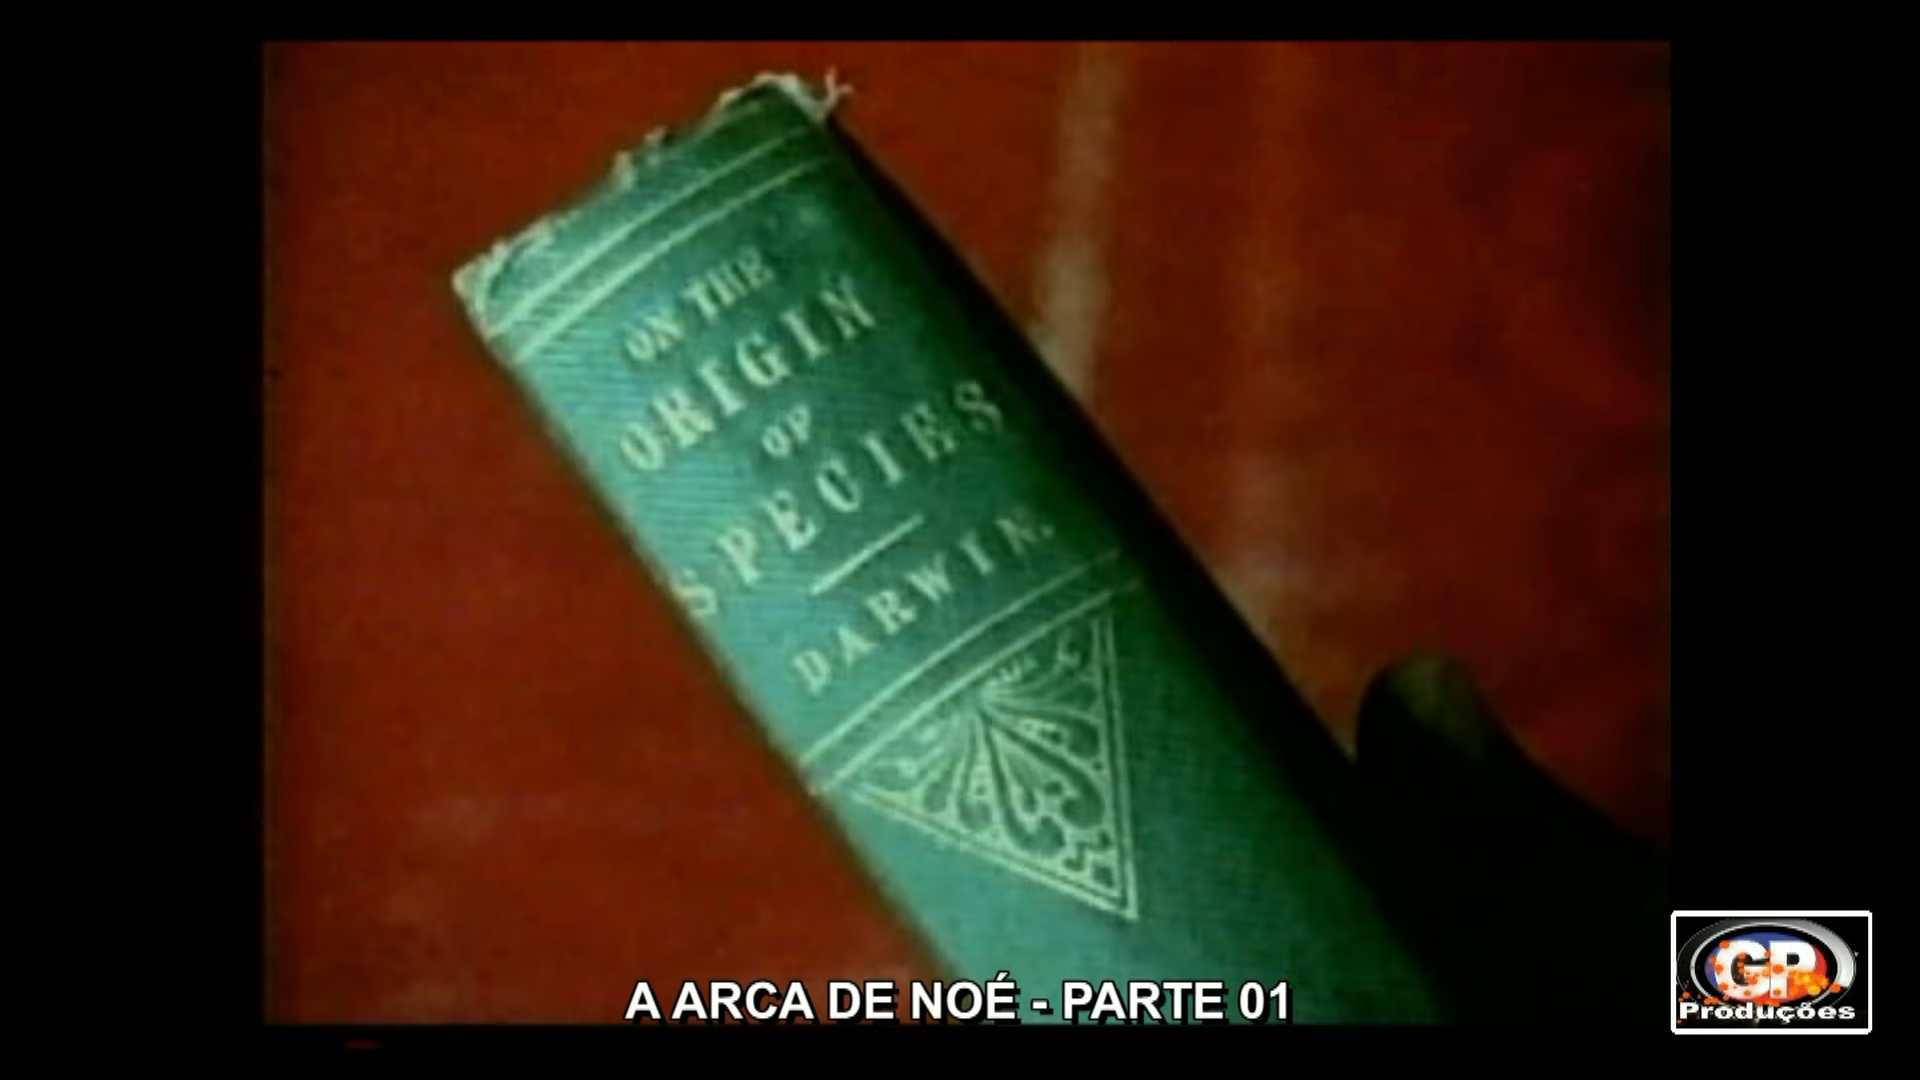 ON THE
ORIGIN
OF
SPECIES
DARWIN.
A ARCA DE NOÉ - PARTE 01
GP
Produções